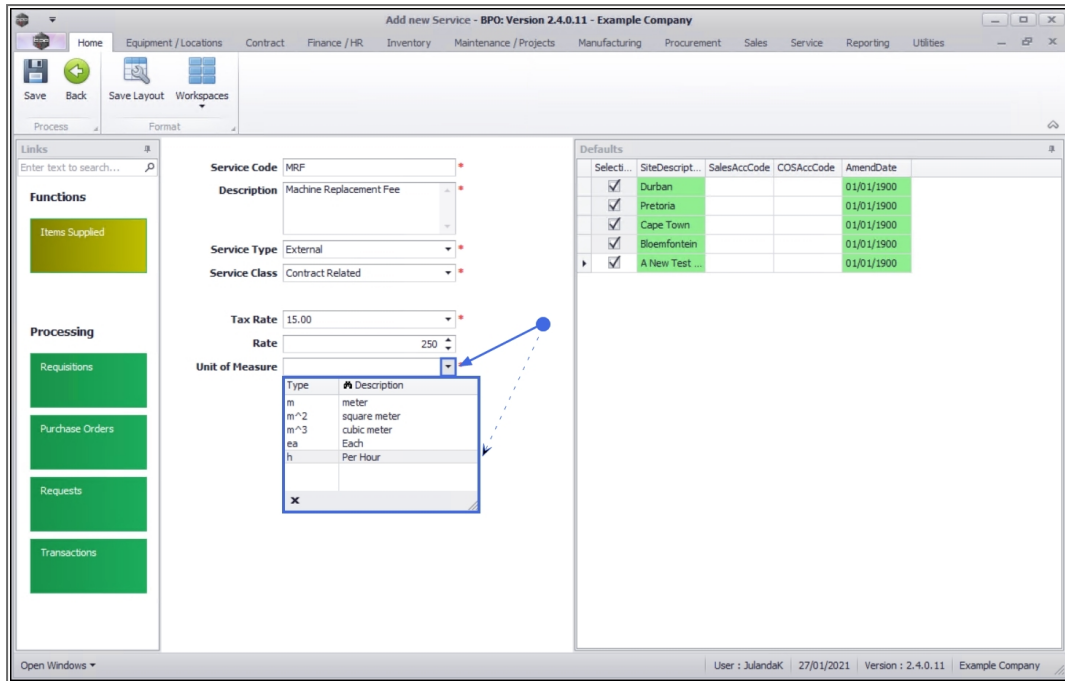 Add new Service - BPO: Version 2.4.0.11 - Example Company
Home Equipment / Locations Contract Finance / HR Inventory Maintenance / Projects Manufacturing Procurement Sales Service Reporting Utilities
Save Back Save Layout Workspaces
Process Format
Links
Enter text to search...
Functions
Items Supplied
Processing
Requisitions
Purchase Orders
Requests
Transactions
Service Code MRF *
Description Machine Replacement Fee *
Service Type External *
Service Class Contract Related *
Tax Rate 15.00 *
Rate 250
Unit of Measure *
Type Description
m meter
m^2 square meter
m^3 cubic meter
ea Each
h Per Hour
Defaults
Selecti... SiteDescript... SalesAccCode COSAccCode AmendDate
Durban 01/01/1900
Pretoria 01/01/1900
Cape Town 01/01/1900
Bloemfontein 01/01/1900
A New Test ... 01/01/1900
Open Windows User : JulandaK 27/01/2021 Version : 2.4.0.11 Example Company